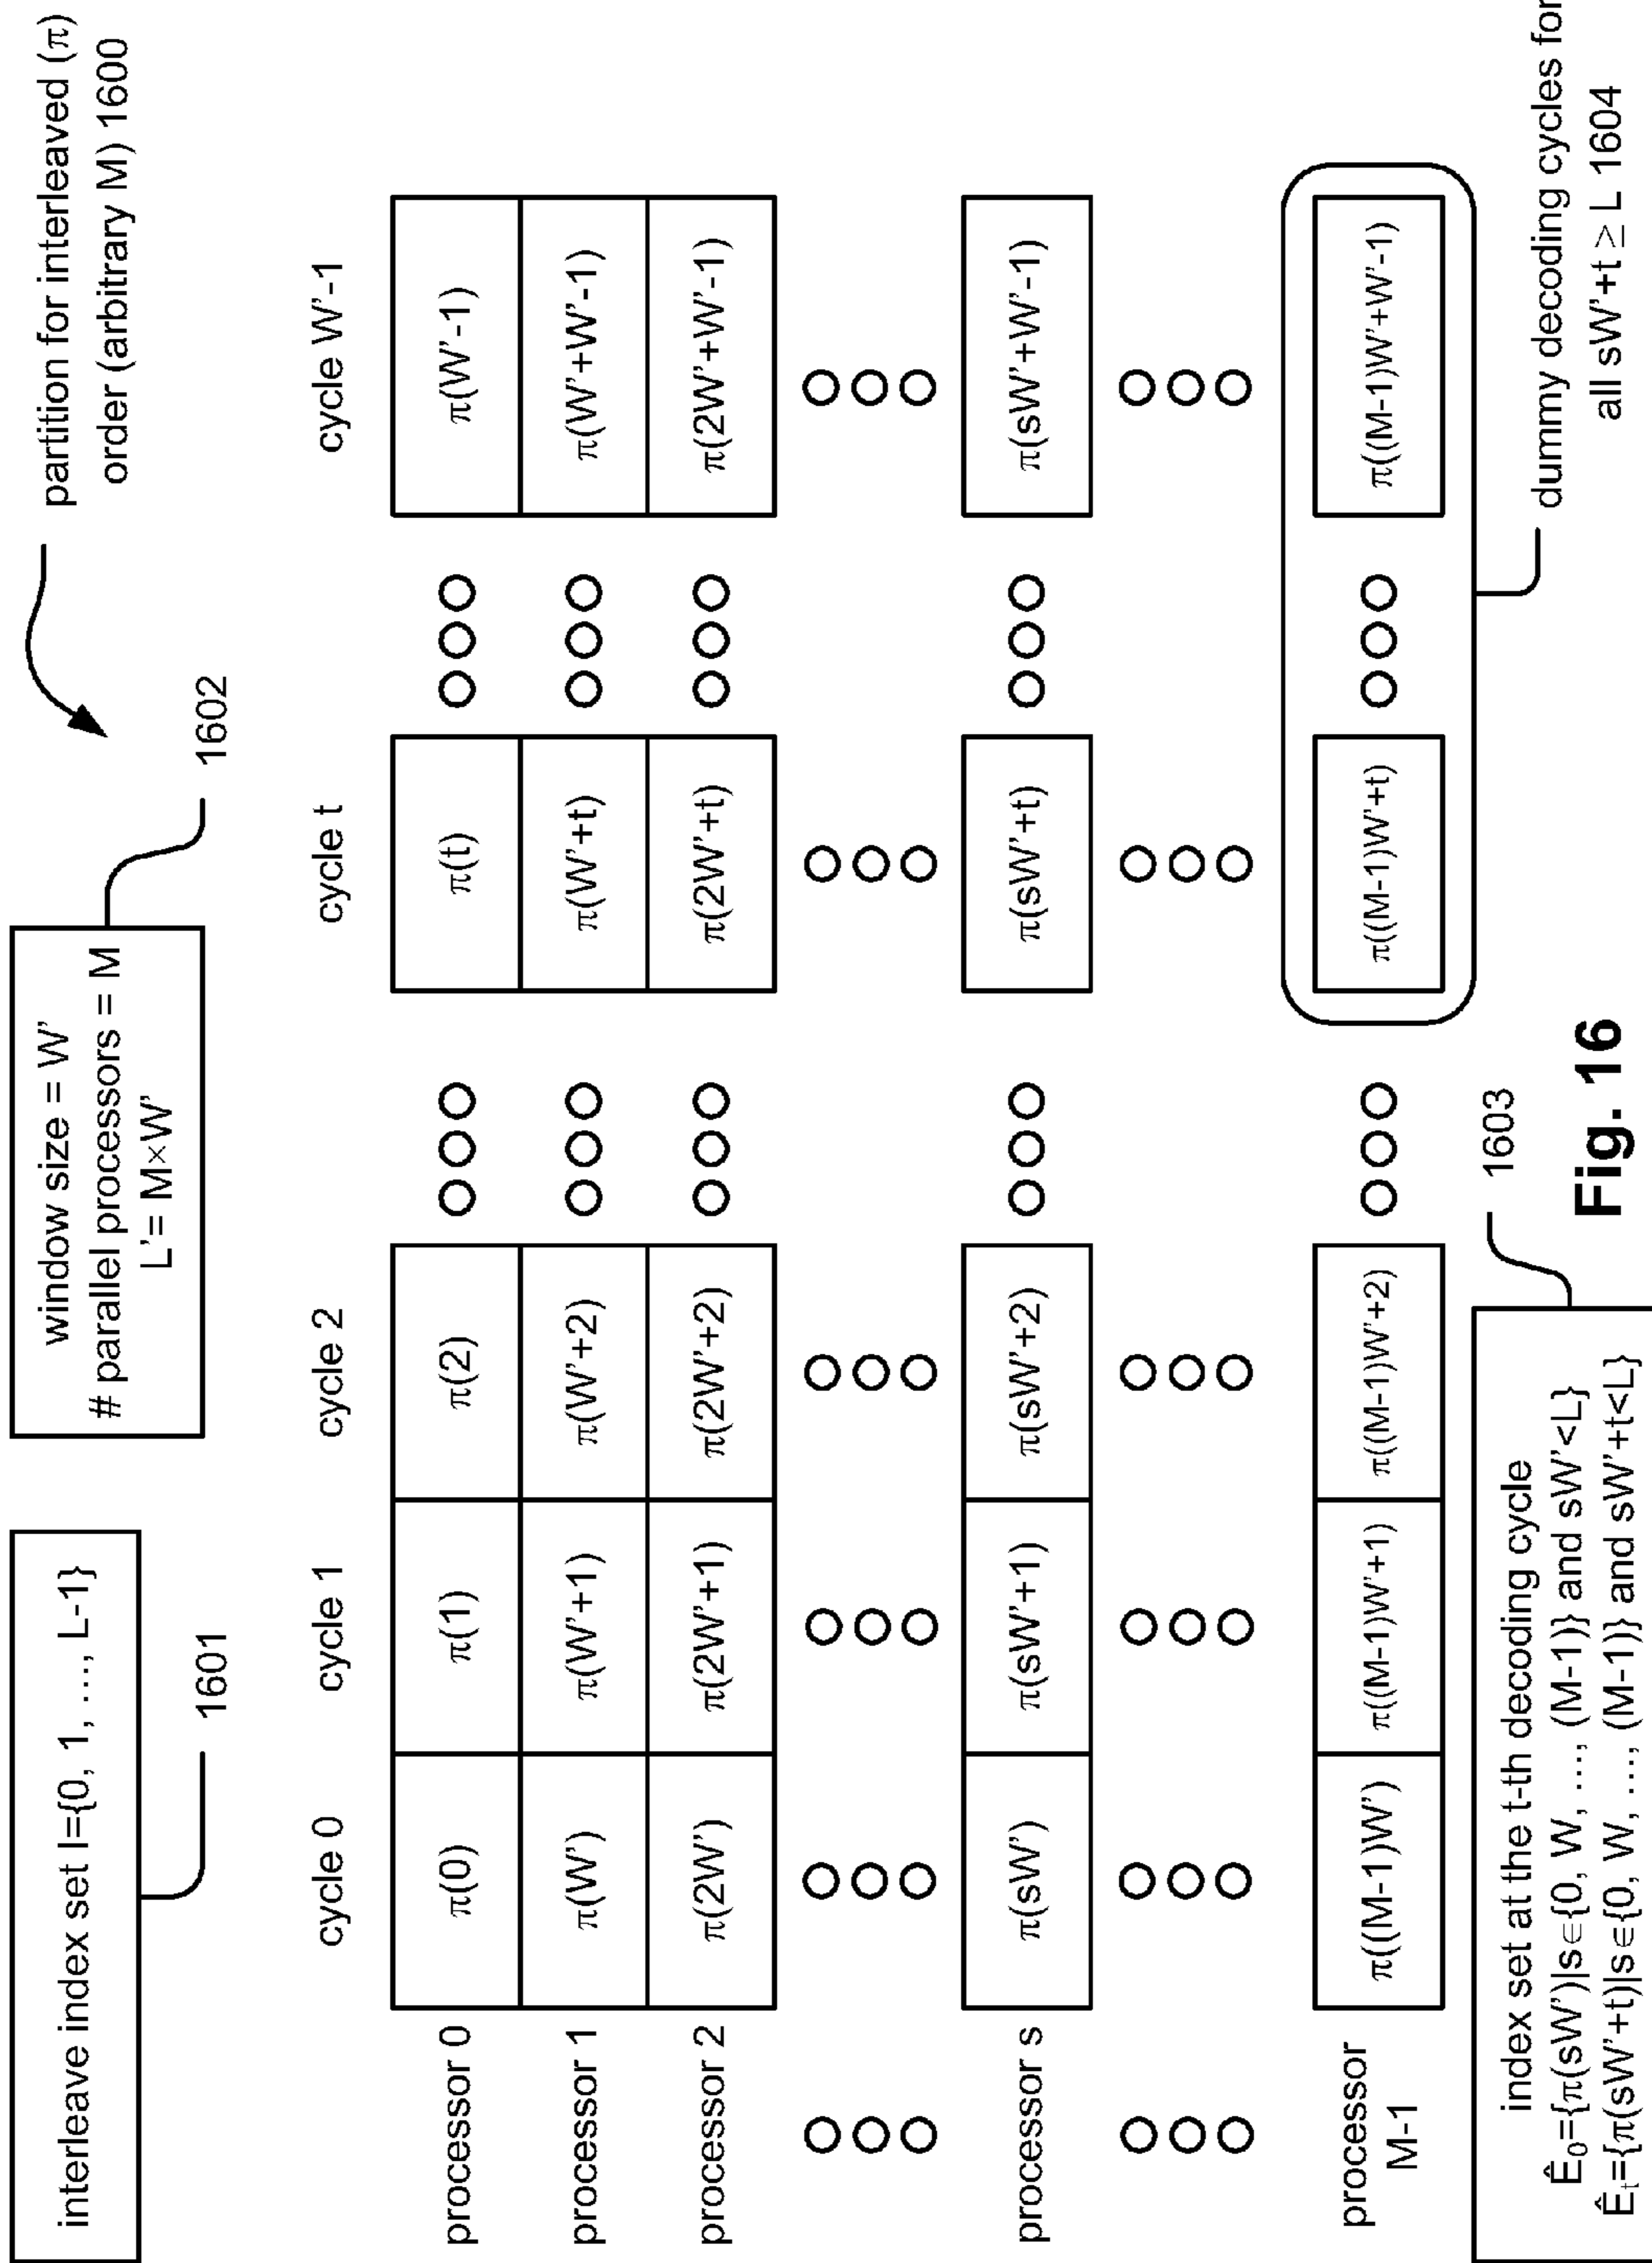 interleave index set I={0, 1, …, L-1}
1601
window size = W'
# parallel processors = M
L'= M×W'
1602
partition for interleaved (π)
order (arbitrary M) 1600
cycle 0 cycle 1 cycle 2 cycle t cycle W'-1
processor 0 π(0) π(1) π(2) π(t) π(W'-1)
processor 1 π(W') π(W'+1) π(W'+2) π(W'+t) π(W'+W'-1)
processor 2 π(2W') π(2W'+1) π(2W'+2) π(2W'+t) π(2W'+W'-1)
processor s π(sW') π(sW'+1) π(sW'+2) π(sW'+t) π(sW'+W'-1)
processor
M-1
π((M-1)W') π((M-1)W'+1) π((M-1)W'+2) π((M-1)W'+t) π((M-1)W'+W'-1)
index set at the t-th decoding cycle
Ê₀={π(sW')|s∈{0, W, …, (M-1)} and sW'<L}
Êₜ={π(sW'+t)|s∈{0, W, …, (M-1)} and sW'+t<L}
1603
Fig. 16
dummy decoding cycles for
all sW'+t ≥ L 1604